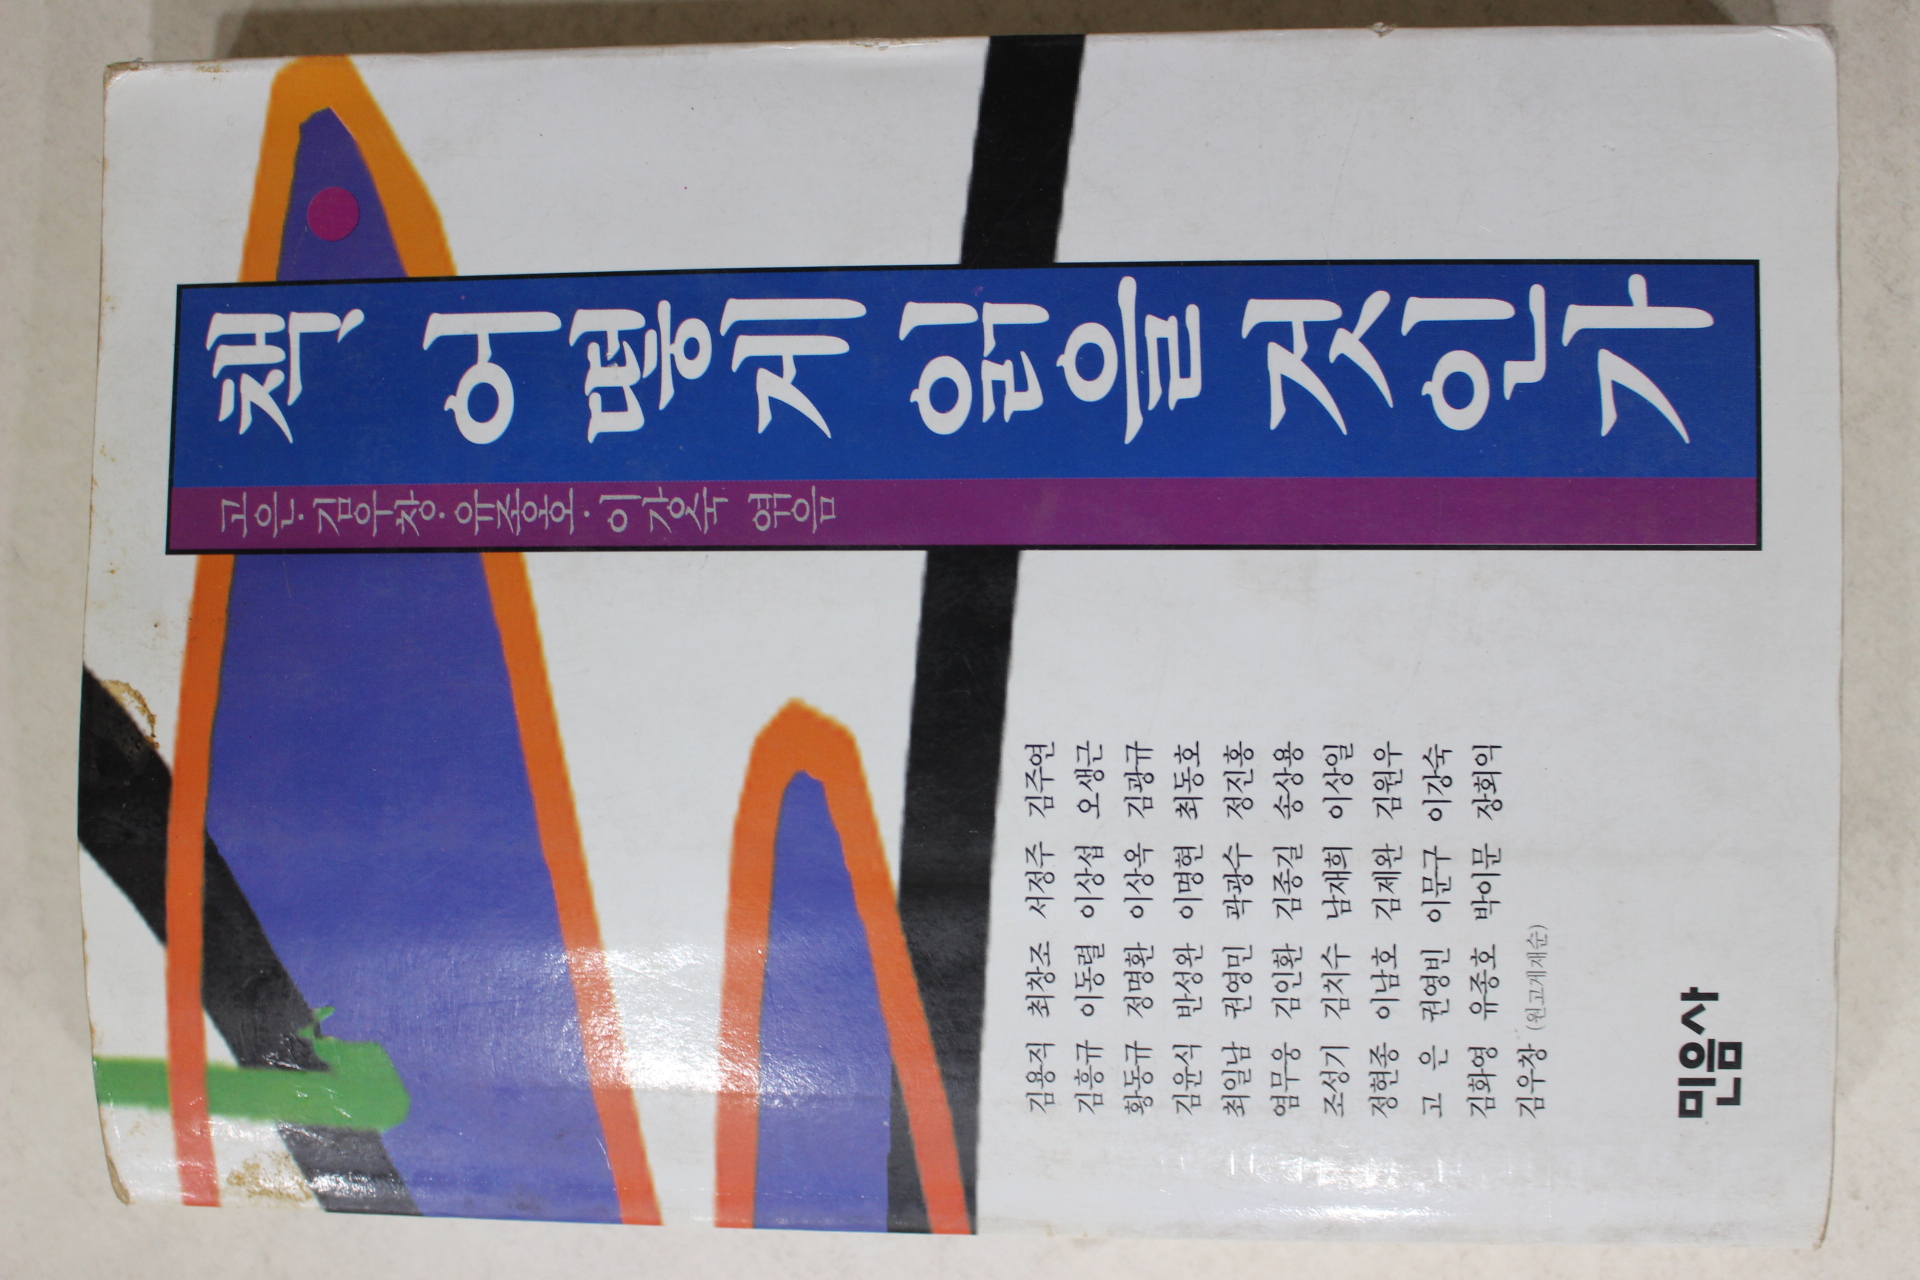 책 어떻게 읽을 것인가
고은·김우창·유종호·이강숙 엮음
김용직 최창조 서정주 김주연
김흥규 이동렬 이상섭 오생근
황동규 정명환 이상옥 김광규
김윤식 반성완 이명현 최동호
최일남 권영민 곽광수 정진홍
염무웅 김인환 김종길 송상용
조성기 김치수 남재희 이상일
정현종 이남호 김제완 김원우
고 은 권영빈 이문구 이강숙
김화영 유종호 박이문 장회익
김우창 (원고게재순)
민음사